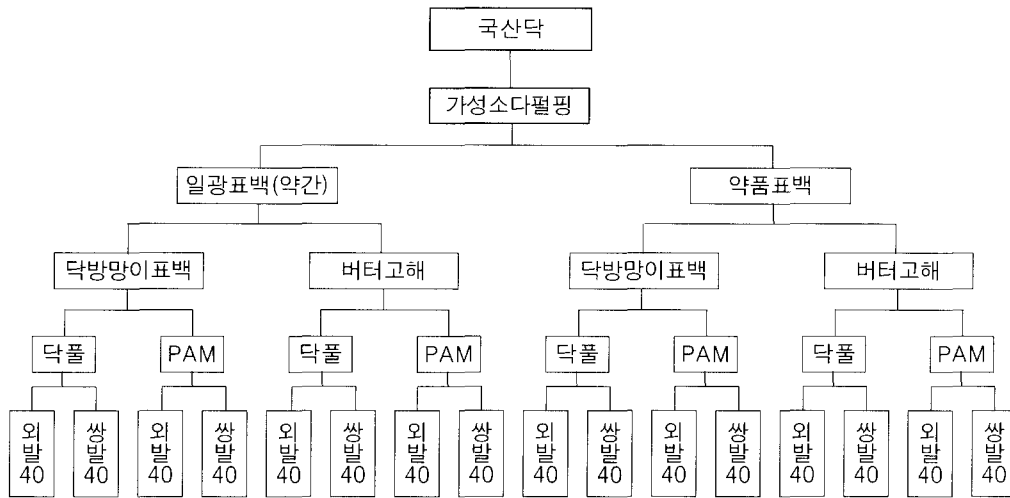 국산닥
가성소다펄핑
일광표백(약간) 약품표백
닥방망이표백 버터고해 닥방망이표백 버터고해
닥풀 PAM 닥풀 PAM 닥풀 PAM 닥풀 PAM
외발40 쌍발40 외발40 쌍발40 외발40 쌍발40 외발40 쌍발40 외발40 쌍발40 외발40 쌍발40 외발40 쌍발40 외발40 쌍발40